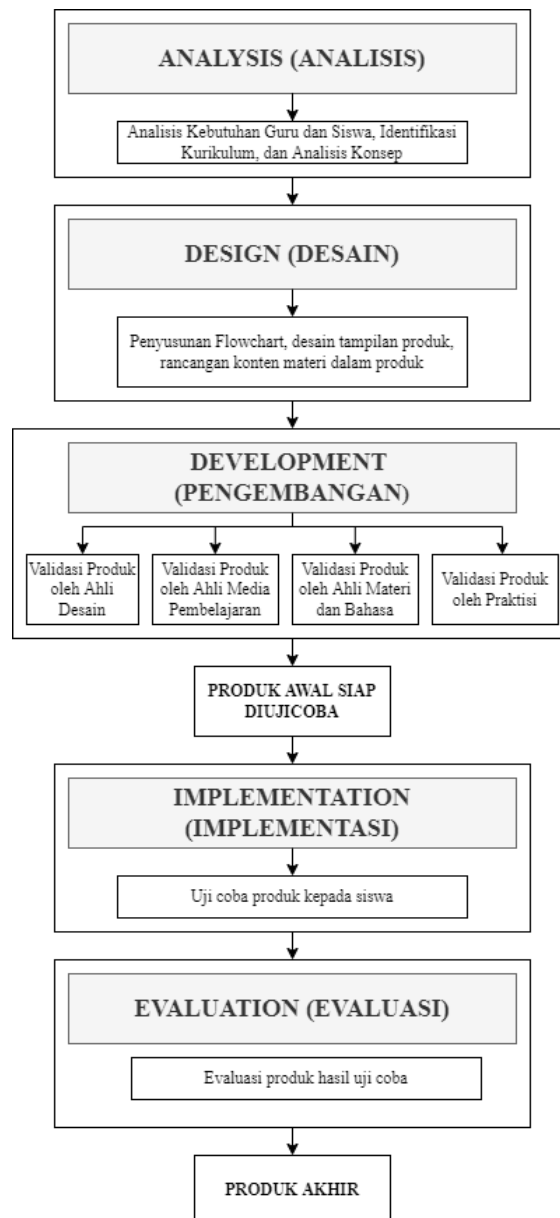 ANALYSIS (ANALISIS)
Analisis Kebutuhan Guru dan Siswa, Identifikasi
Kurikulum, dan Analisis Konsep
DESIGN (DESAIN)
Penyusunan Flowchart, desain tampilan produk,
rancangan konten materi dalam produk
DEVELOPMENT
(PENGEMBANGAN)
Validasi Produk
oleh Ahli
Desain
Validasi Produk
oleh Ahli Media
Pembelajaran
Validasi Produk
oleh Ahli Materi
dan Bahasa
Validasi Produk
oleh Praktisi
PRODUK AWAL SIAP
DIUJICOBA
IMPLEMENTATION
(IMPLEMENTASI)
Uji coba produk kepada siswa
EVALUATION (EVALUASI)
Evaluasi produk hasil uji coba
PRODUK AKHIR